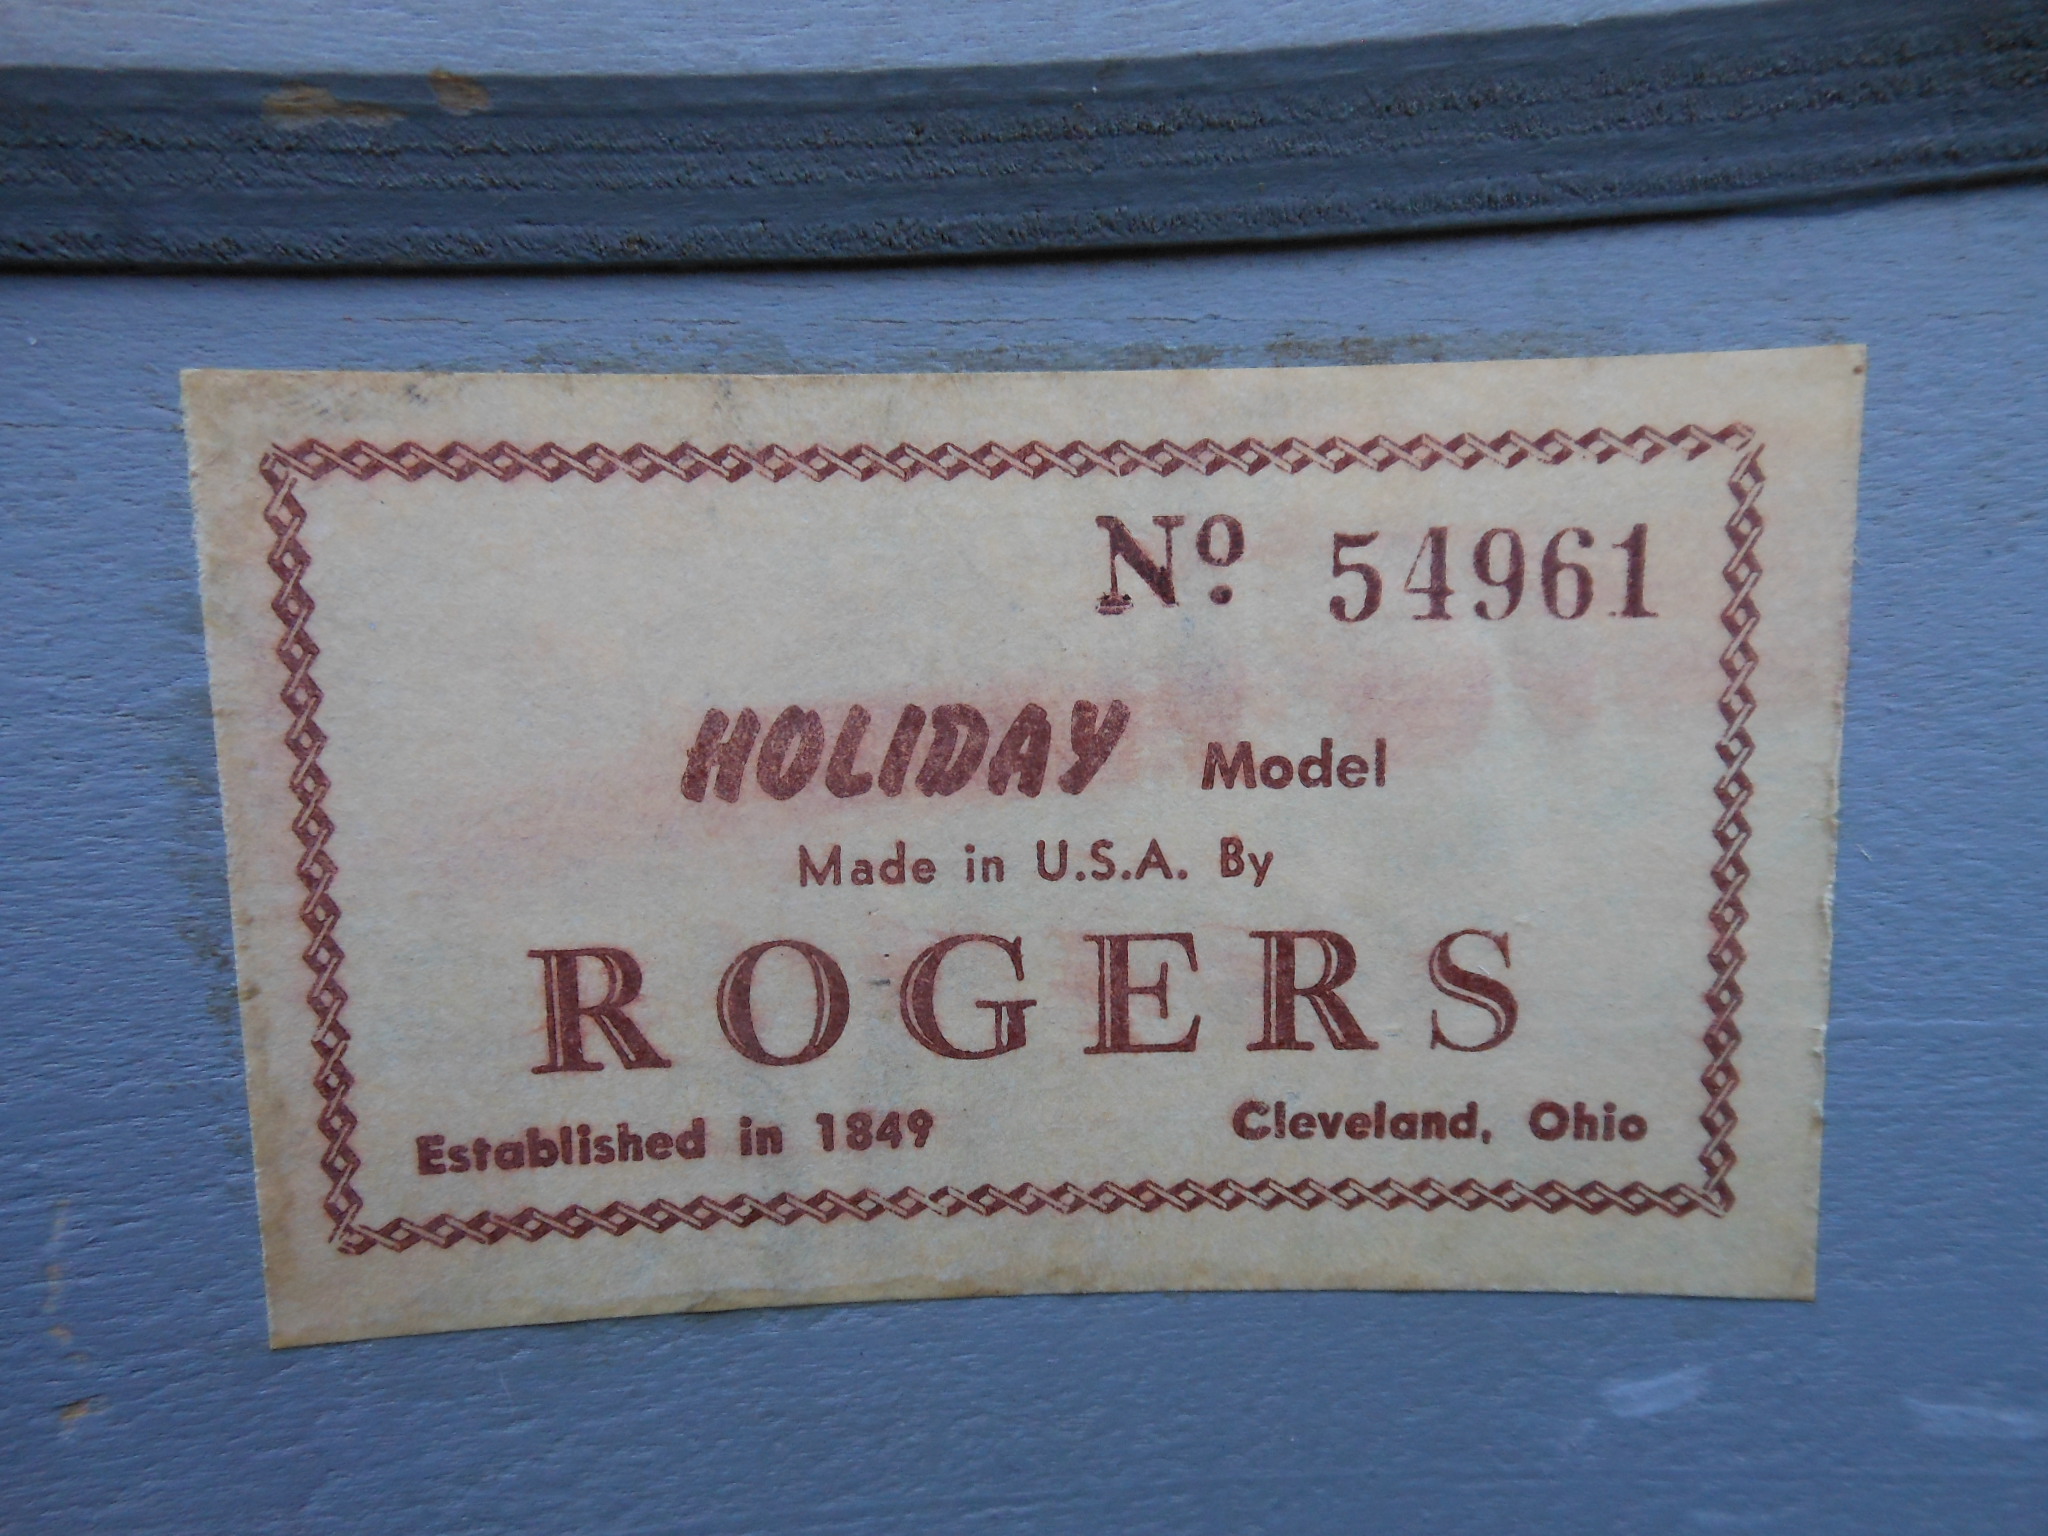 Nº 54961
HOLIDAY Model
Made in U.S.A. By
ROGERS
Established in 1849 Cleveland, Ohio